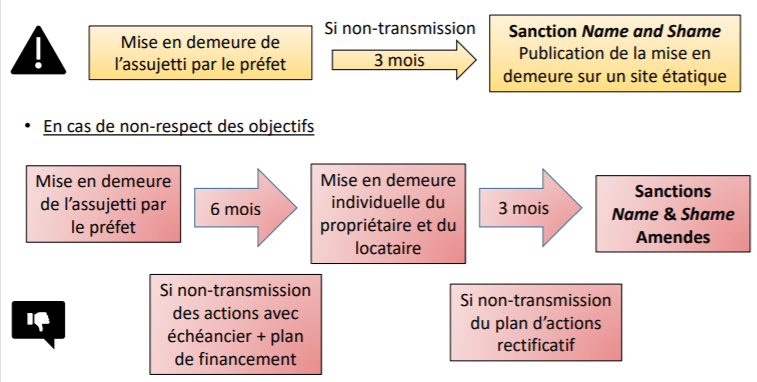 Mise en demeure de
l'assujetti par le préfet
Si non-transmission
3 mois
Sanction Name and Shame
Publication de la mise en
demeure sur un site étatique
• En cas de non-respect des objectifs
Mise en demeure
de l'assujetti par
le préfet
6 mois
Mise en demeure
individuelle du
propriétaire et du
locataire
3 mois
Sanctions
Name & Shame
Amendes
Si non-transmission
des actions avec
échéancier + plan
de financement
Si non-transmission
du plan d'actions
rectificatif